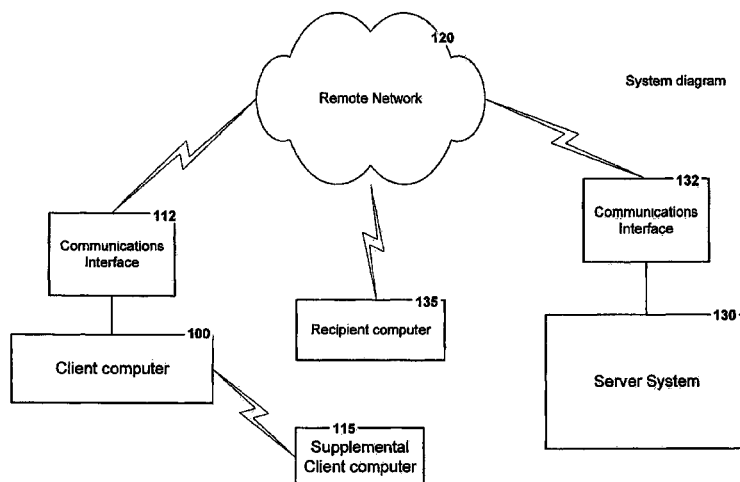 120
Remote Network
System diagram
112
Communications
Interface
132
Communications
Interface
135
Recipient computer
100
Client computer
130
Server System
115
Supplemental
Client computer